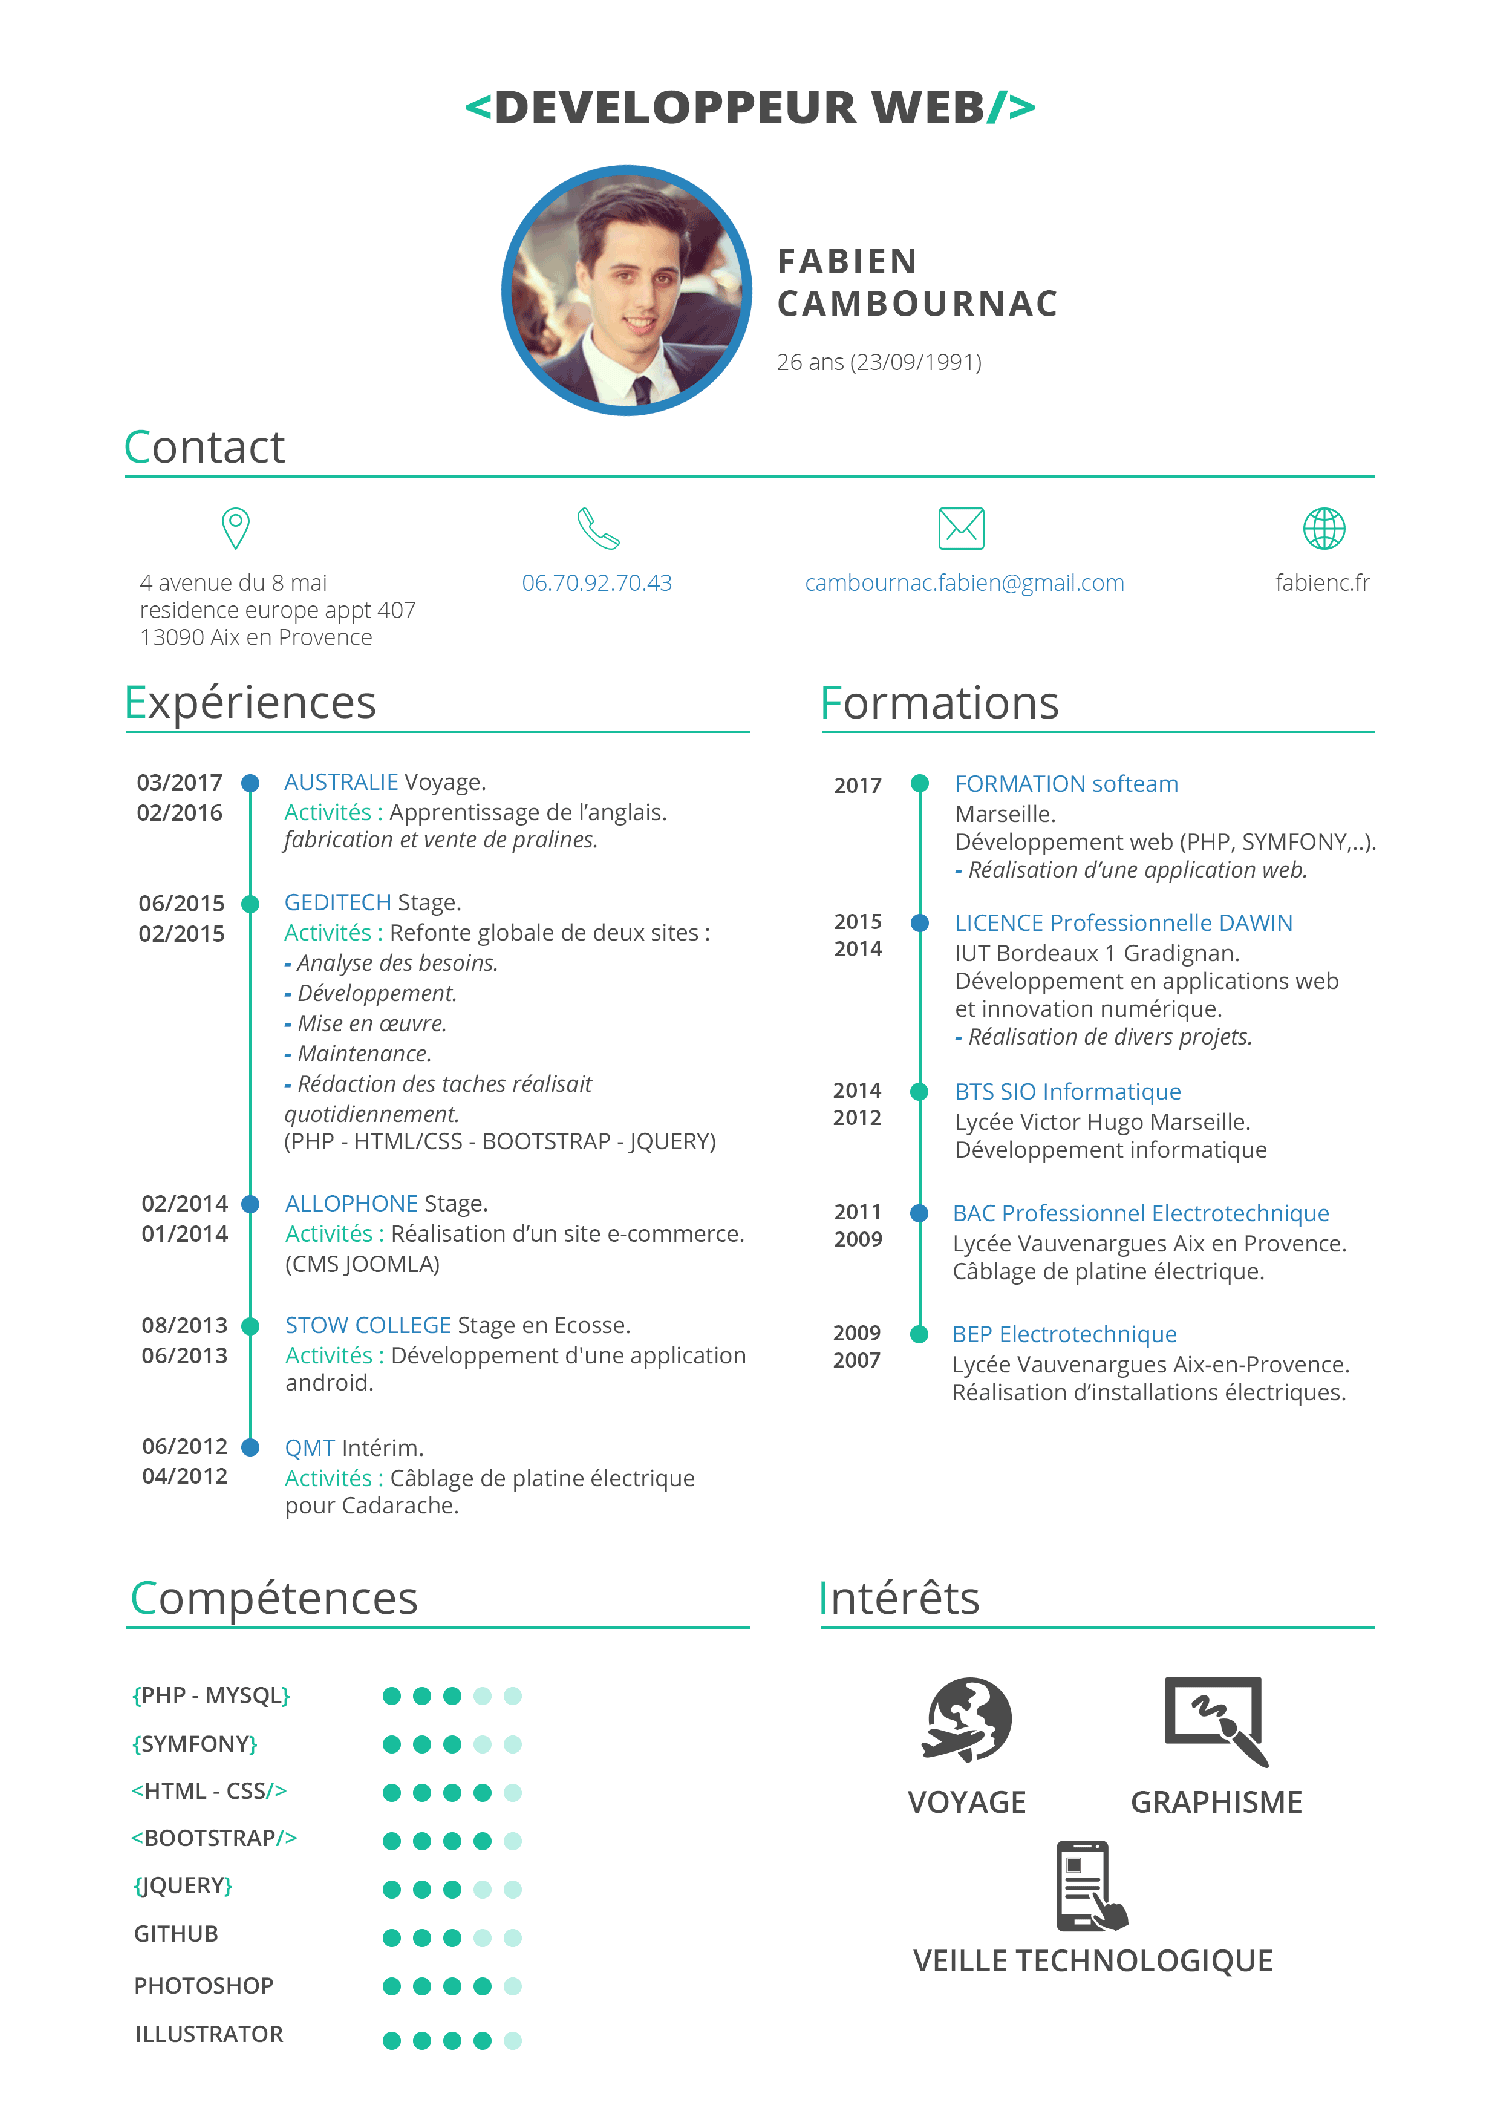 <DEVELOPPEUR WEB/>
FABIEN
CAMBOURNAC
26 ans (23/09/1991)
Contact
4 avenue du 8 mai
residence europe appt 407
13090 Aix en Provence
06.70.92.70.43
cambournac.fabien@gmail.com
fabienc.fr
Expériences
03/2017
02/2016
AUSTRALIE Voyage.
Activités : Apprentissage de l’anglais.
fabrication et vente de pralines.
06/2015
02/2015
GEDITECH Stage.
Activités : Refonte globale de deux sites :
- Analyse des besoins.
- Développement.
- Mise en œuvre.
- Maintenance.
- Rédaction des taches réalisait
quotidiennement.
(PHP - HTML/CSS - BOOTSTRAP - JQUERY)
02/2014
01/2014
ALLOPHONE Stage.
Activités : Réalisation d’un site e-commerce.
(CMS JOOMLA)
08/2013
06/2013
STOW COLLEGE Stage en Ecosse.
Activités : Développement d'une application
android.
06/2012
04/2012
QMT Intérim.
Activités : Câblage de platine électrique
pour Cadarache.
Formations
2017
FORMATION softeam
Marseille.
Développement web (PHP, SYMFONY,..).
- Réalisation d’une application web.
2015
2014
LICENCE Professionnelle DAWIN
IUT Bordeaux 1 Gradignan.
Développement en applications web
et innovation numérique.
- Réalisation de divers projets.
2014
2012
BTS SIO Informatique
Lycée Victor Hugo Marseille.
Développement informatique
2011
2009
BAC Professionnel Electrotechnique
Lycée Vauvenargues Aix en Provence.
Câblage de platine électrique.
2009
2007
BEP Electrotechnique
Lycée Vauvenargues Aix-en-Provence.
Réalisation d’installations électriques.
Compétences
{PHP - MYSQL}
{SYMFONY}
<HTML - CSS/>
<BOOTSTRAP/>
{JQUERY}
GITHUB
PHOTOSHOP
ILLUSTRATOR
Intérêts
VOYAGE
GRAPHISME
VEILLE TECHNOLOGIQUE